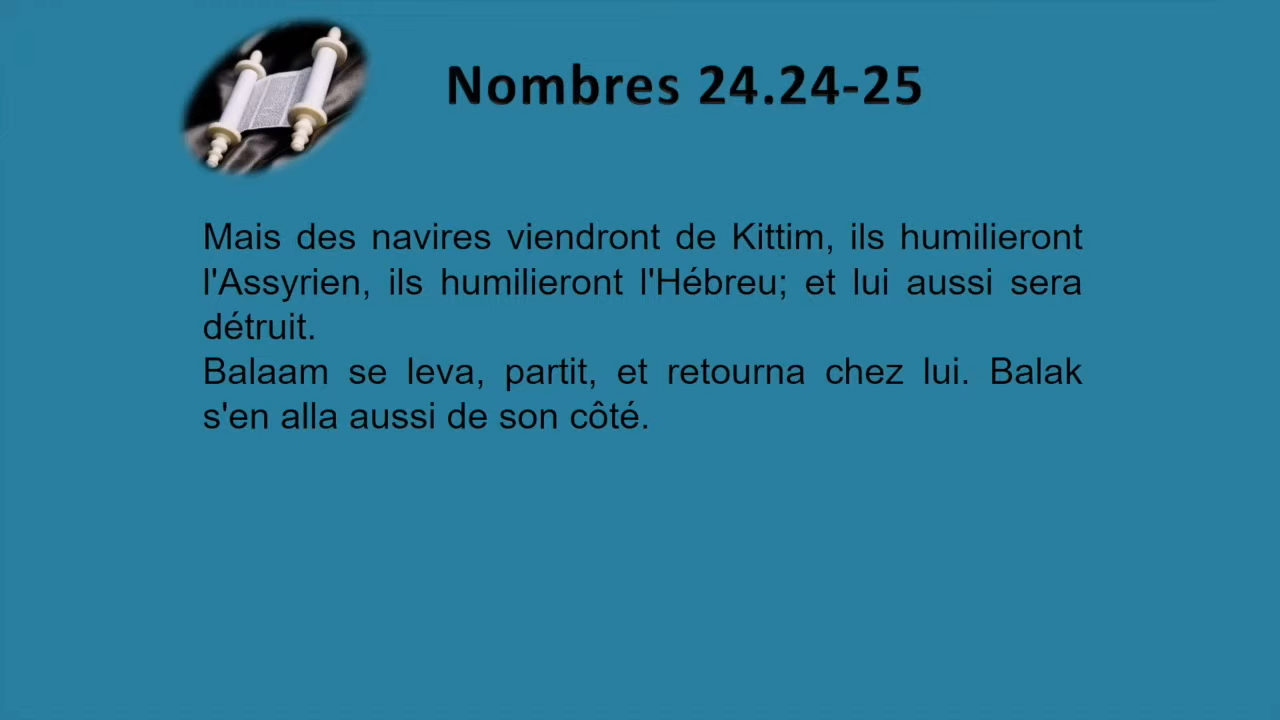 Nombres 24.24-25
Mais des navires viendront de Kittim, ils humilieront
l'Assyrien, ils humilieront l'Hébreu; et lui aussi sera
détruit.
Balaam se leva, partit, et retourna chez lui. Balak
s'en alla aussi de son côté.